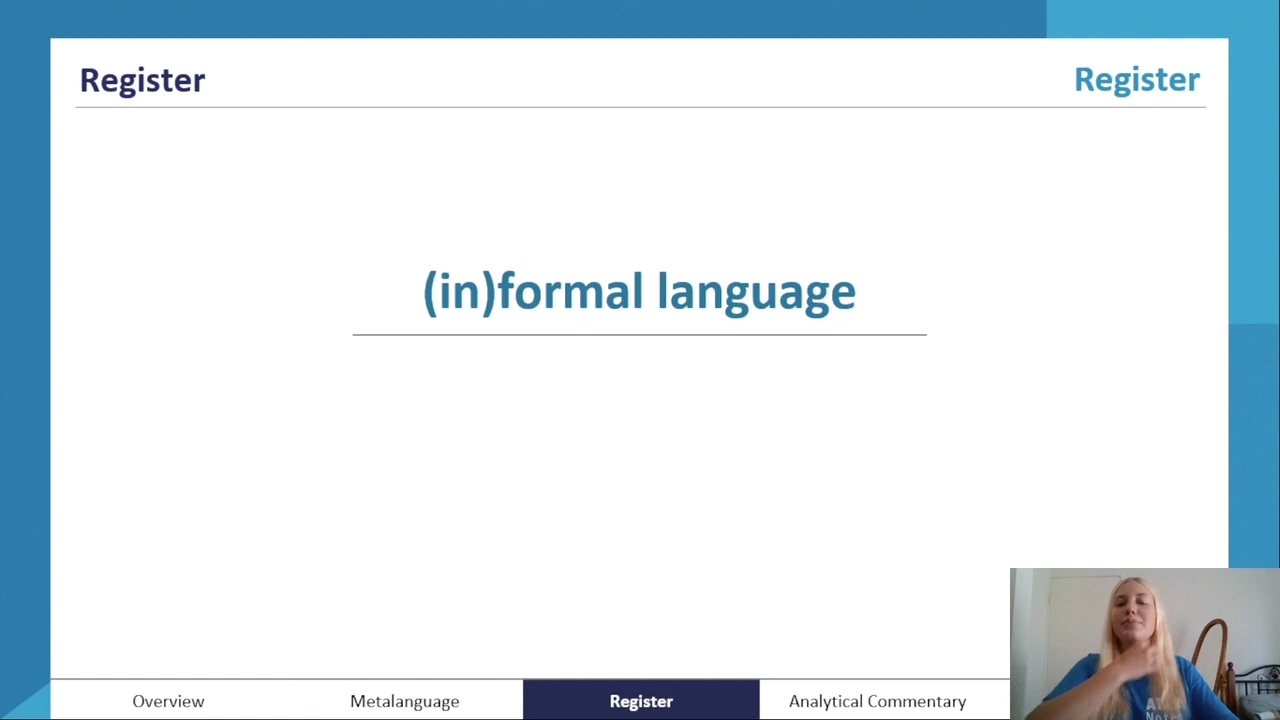 Register
Register
(in)formal language
Overview
Metalanguage
Register
Analytical Commentary